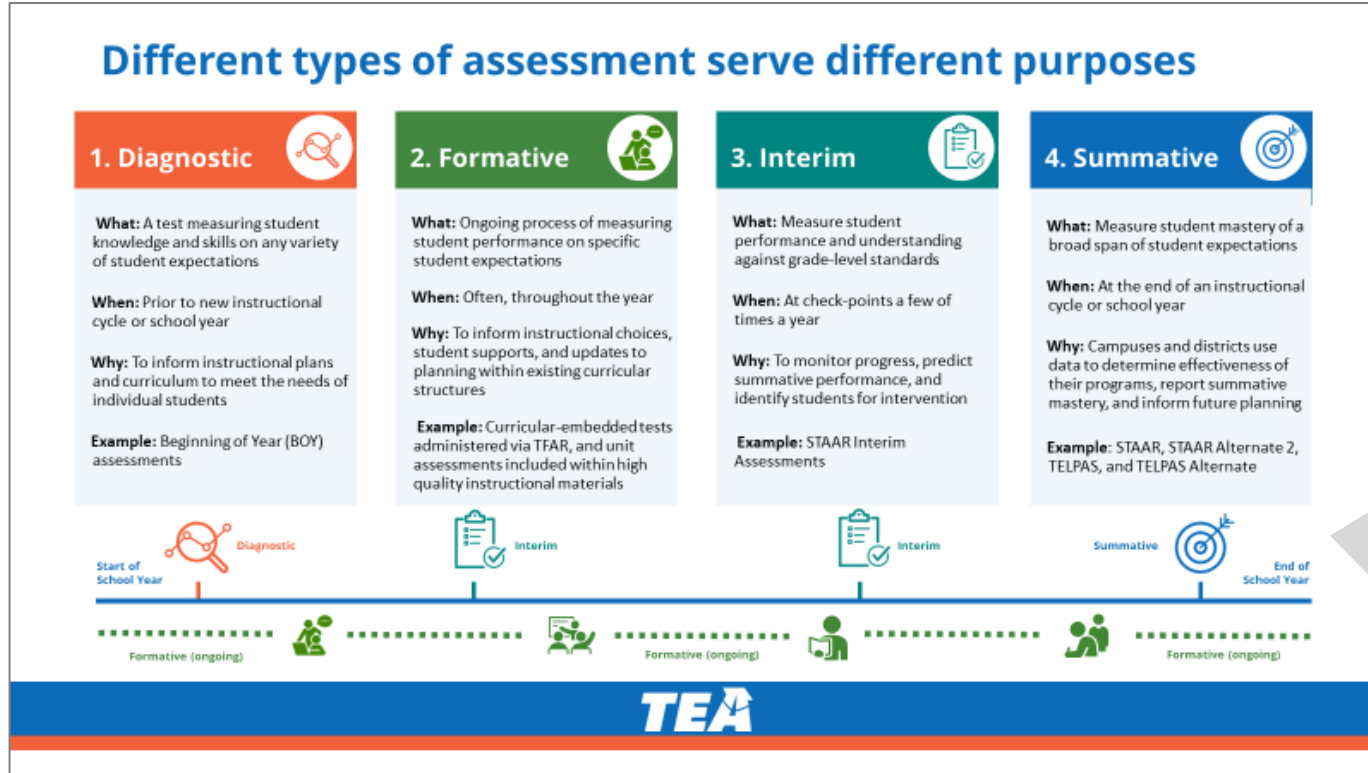 Different types of assessment serve different purposes
1. Diagnostic
What: A test measuring student
knowledge and skills on any variety
of student expectations
When: Prior to new instructional
cycle or school year
Why: To inform instructional plans
and curriculum to meet the needs of
individual students
Example: Beginning of Year (BOY)
assessments
2. Formative
What: Ongoing process of measuring
student performance on specific
student expectations
When: Often, throughout the year
Why: To inform instructional choices,
student supports, and updates to
planning within existing curricular
structures
Example: Curricular-embedded tests
administered via TFAR, and unit
assessments included within high
quality instructional materials
3. Interim
What: Measure student
performance and understanding
against grade-level standards
When: At check-points a few of
times a year
Why: To monitor progress, predict
summative performance, and
identify students for intervention
Example: STAAR Interim
Assessments
4. Summative
What: Measure student mastery of a
broad span of student expectations
When: At the end of an instructional
cycle or school year
Why: Campuses and districts use
data to determine effectiveness of
their programs, report summative
mastery, and inform future planning
Example: STAAR, STAAR Alternate 2,
TELPAS, and TELPAS Alternate
Start of
School Year
Diagnostic
Interim
Interim
Summative
End of
School Year
Formative (ongoing)
Formative (ongoing)
Formative (ongoing)
TEA